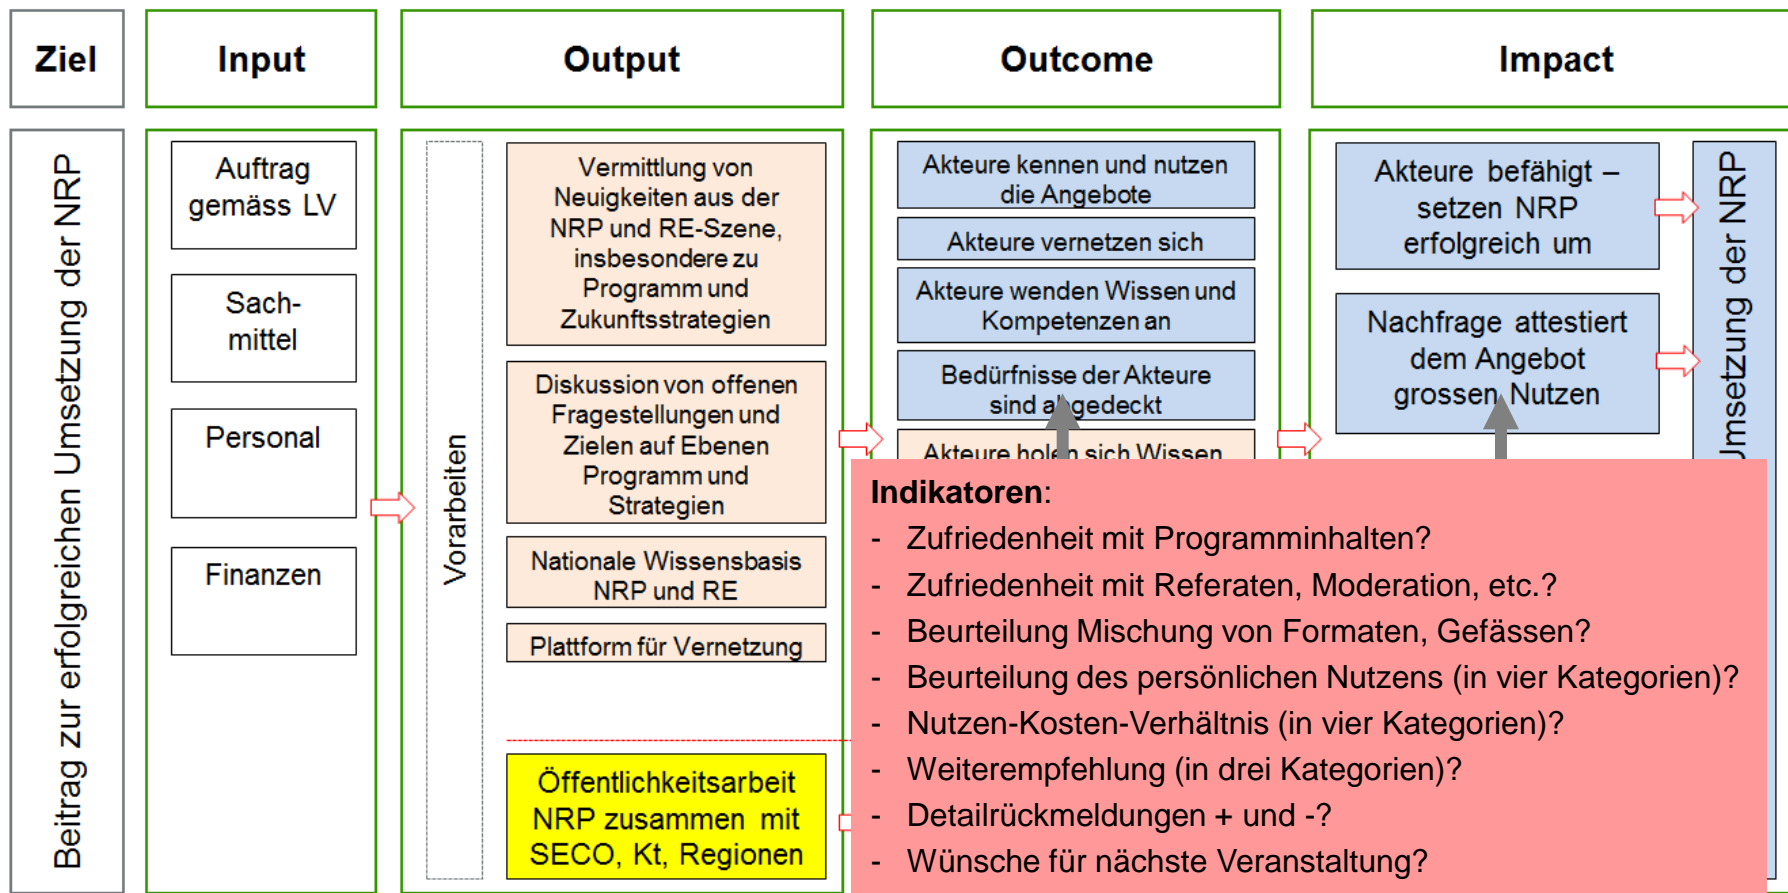 Ziel
Input
Output
Outcome
Impact
Beitrag zur erfolgreichen Umsetzung der NRP
Auftrag
gemäss LV
Sach-
mittel
Personal
Finanzen
Vorarbeiten
Vermittlung von
Neuigkeiten aus der
NRP und RE-Szene,
insbesondere zu
Programm und
Zukunftsstrategien
Diskussion von offenen
Fragestellungen und
Zielen auf Ebenen
Programm und
Strategien
Nationale Wissensbasis
NRP und RE
Plattform für Vernetzung
Öffentlichkeitsarbeit
NRP zusammen mit
SECO, Kt, Regionen
Akteure kennen und nutzen
die Angebote
Akteure vernetzen sich
Akteure wenden Wissen und
Kompetenzen an
Bedürfnisse der Akteure
sind abgedeckt
Akteure holen sich Wissen
Akteure befähigt –
setzen NRP
erfolgreich um
Nachfrage attestiert
dem Angebot
grossen Nutzen
Umsetzung der NRP
Indikatoren:
- Zufriedenheit mit Programminhalten?
- Zufriedenheit mit Referaten, Moderation, etc.?
- Beurteilung Mischung von Formaten, Gefässen?
- Beurteilung des persönlichen Nutzens (in vier Kategorien)?
- Nutzen-Kosten-Verhältnis (in vier Kategorien)?
- Weiterempfehlung (in drei Kategorien)?
- Detailrückmeldungen + und -?
- Wünsche für nächste Veranstaltung?